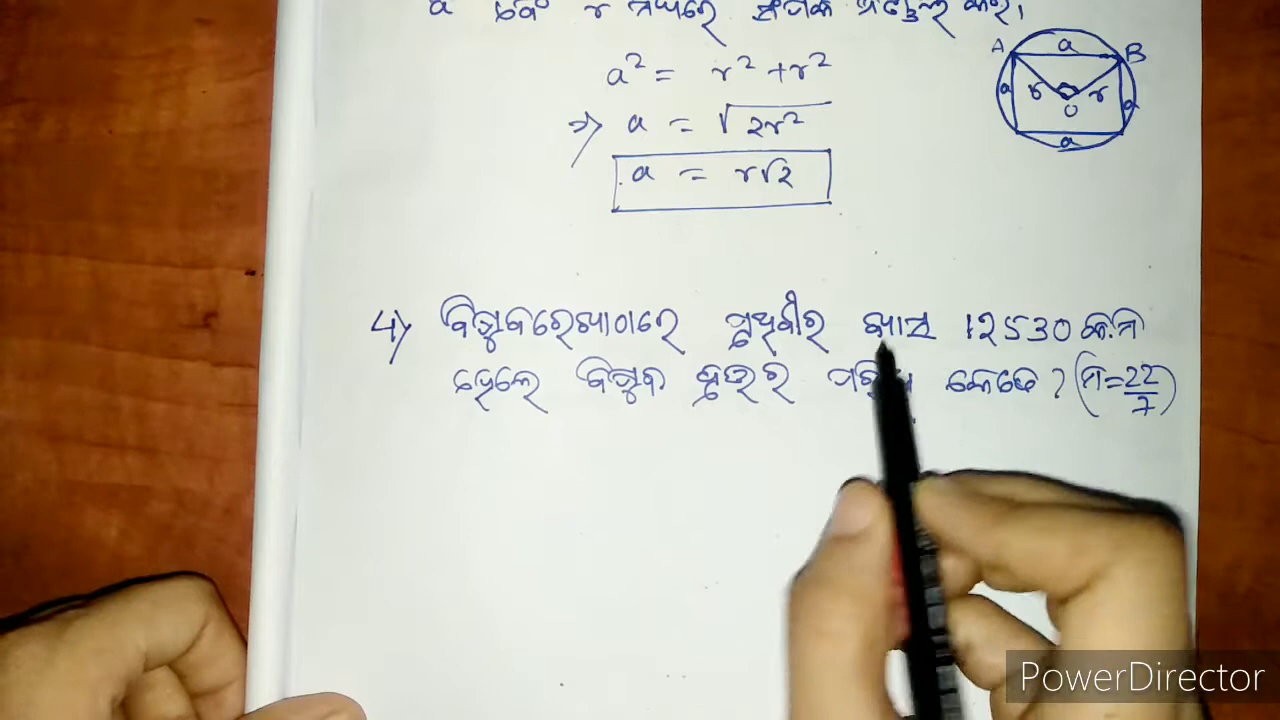 a² = r² + r²
A a B
⇒ a = √2r²
a r r a
O
a
a = r√2
4) ବିଷୁବରେଖାଠାରେ ପୃଥିବୀର ବ୍ୟାସ 12530 କି.ମି
ହେଲେ ବିଷୁବ ବୃତ୍ତର କେତେ ? (π = 22/7)
PowerDirector